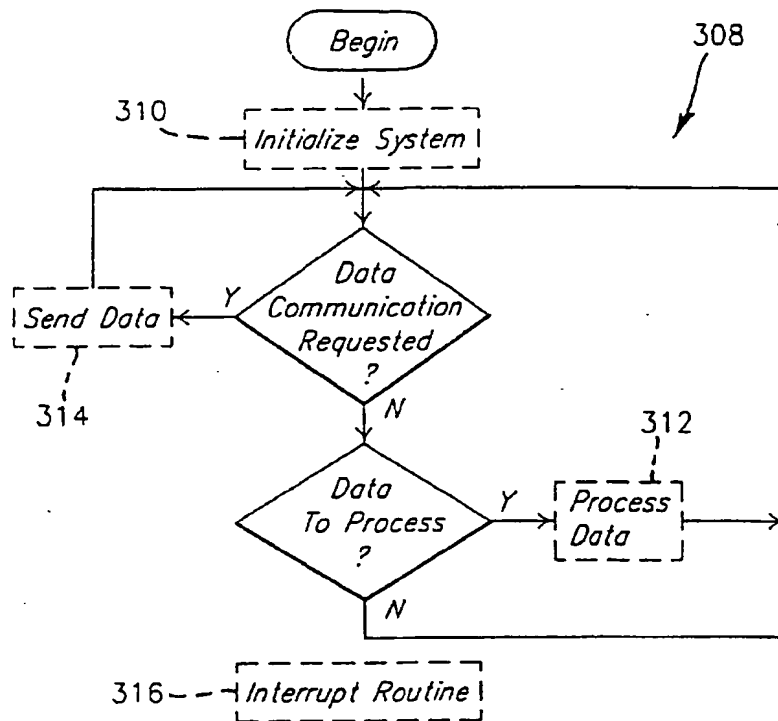 Begin
308
310
Initialize System
Data
Communication
Requested
?
Y
Send Data
314
N
312
Data
To Process
?
Y
Process
Data
N
316
Interrupt Routine